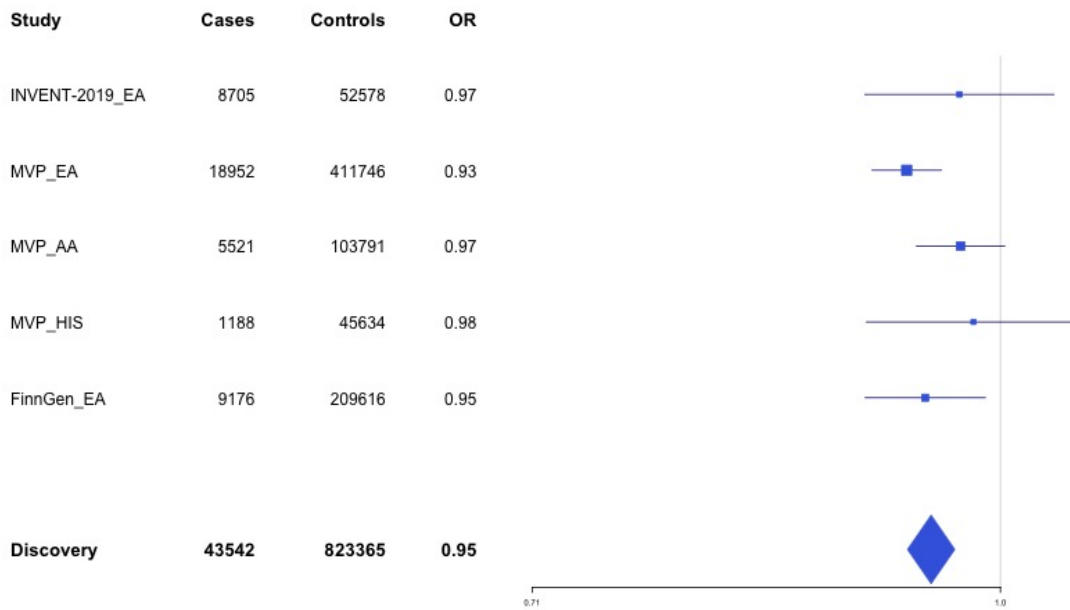 Study Cases Controls OR
INVENT-2019_EA 8705 52578 0.97
MVP_EA 18952 411746 0.93
MVP_AA 5521 103791 0.97
MVP_HIS 1188 45634 0.98
FinnGen_EA 9176 209616 0.95
Discovery 43542 823365 0.95
0.71 1.0